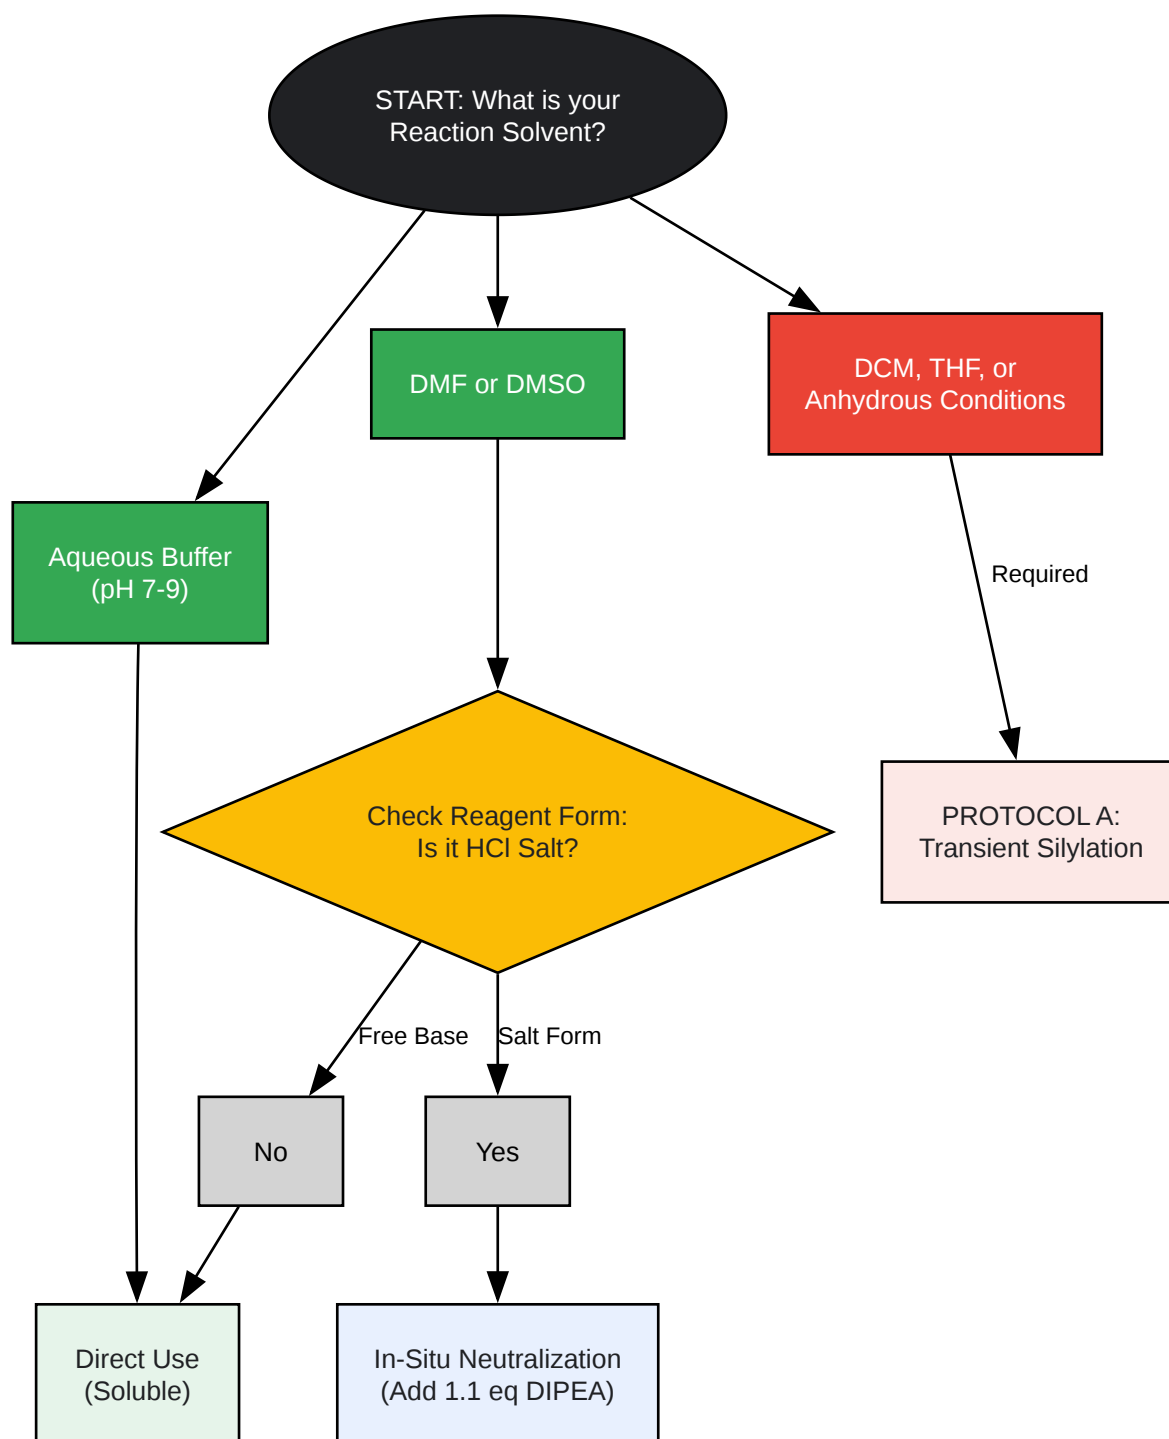 START: What is your
Reaction Solvent?
DMF or DMSO
DCM, THF, or
Anhydrous Conditions
Aqueous Buffer
(pH 7-9)
Required
Check Reagent Form:
Is it HCl Salt?
PROTOCOL A:
Transient Silylation
Free Base
Salt Form
No
Yes
Direct Use
(Soluble)
In-Situ Neutralization
(Add 1.1 eq DIPEA)